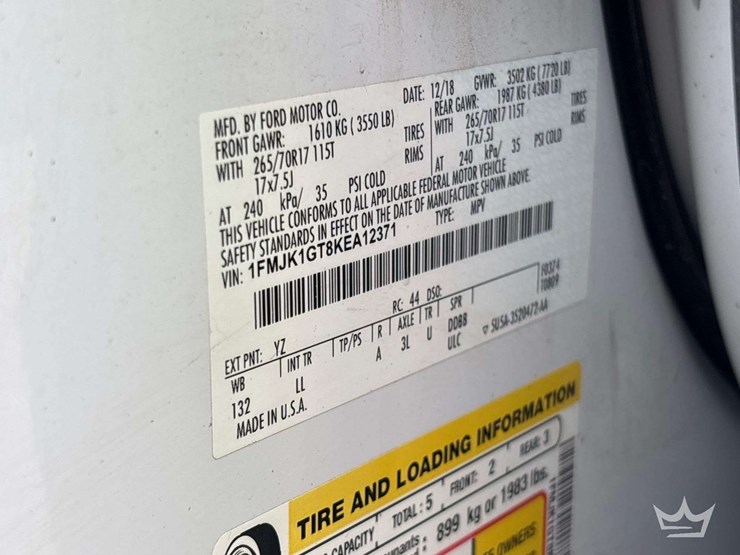 MFD. BY FORD MOTOR CO.
DATE: 12/18 GVWR: 3502 KG ( 7720 LB)
FRONT GAWR: 1610 KG ( 3550 LB) REAR GAWR: 1987 KG ( 4380 LB)
WITH 265/70R17 115T TIRES WITH 265/70R17 115T TIRES
17x7.5J RIMS 17x7.5J RIMS
AT 240 kPa/ 35 PSI COLD AT 240 kPa/ 35 PSI COLD
THIS VEHICLE CONFORMS TO ALL APPLICABLE FEDERAL MOTOR VEHICLE
SAFETY STANDARDS IN EFFECT ON THE DATE OF MANUFACTURE SHOWN ABOVE.
VIN: 1FMJK1GT8KEA12371 TYPE: MPV
F0374
T0809
EXT PNT: YZ RC: 44 DSO:
WB INT TR TP/PS R AXLE TR SPR
132 LL A 3L U DDBB
ULC
MADE IN U.S.A.
TIRE AND LOADING INFORMATION
CAPACITY TOTAL: 5 FRONT: 2 REAR: 3
899 kg or 1983 lbs.
OWNERS